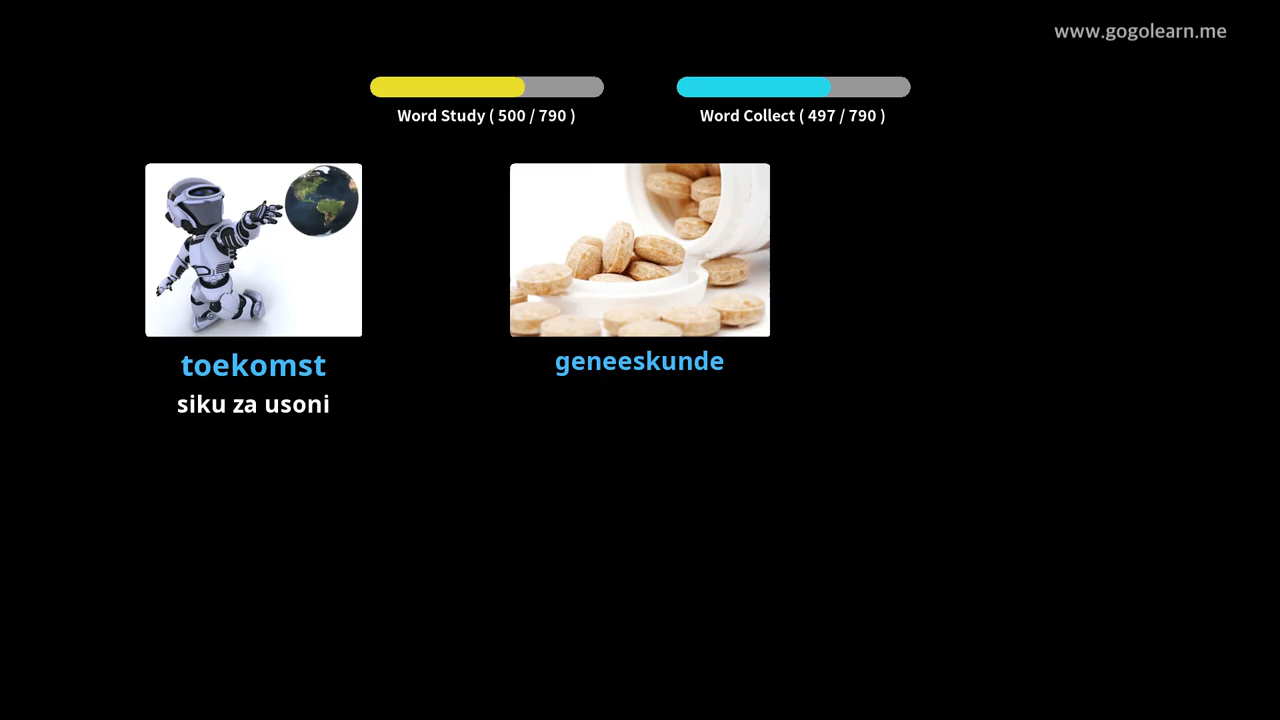 www.gogolearn.me
Word Study ( 500 / 790 )
Word Collect ( 497 / 790 )
toekomst
siku za usoni
geneeskunde